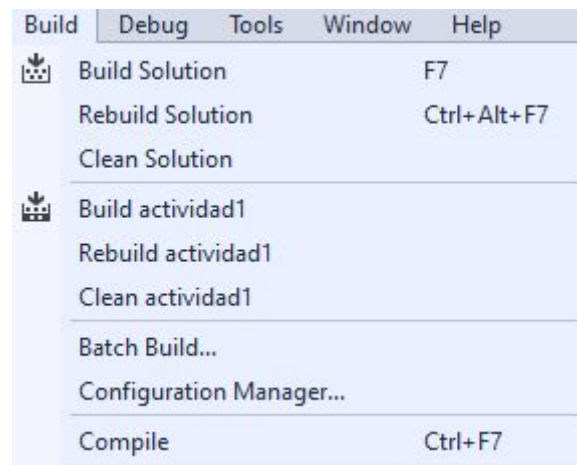 Build Debug Tools Window Help
Build Solution F7
Rebuild Solution Ctrl+Alt+F7
Clean Solution
Build actividad1
Rebuild actividad1
Clean actividad1
Batch Build...
Configuration Manager...
Compile Ctrl+F7